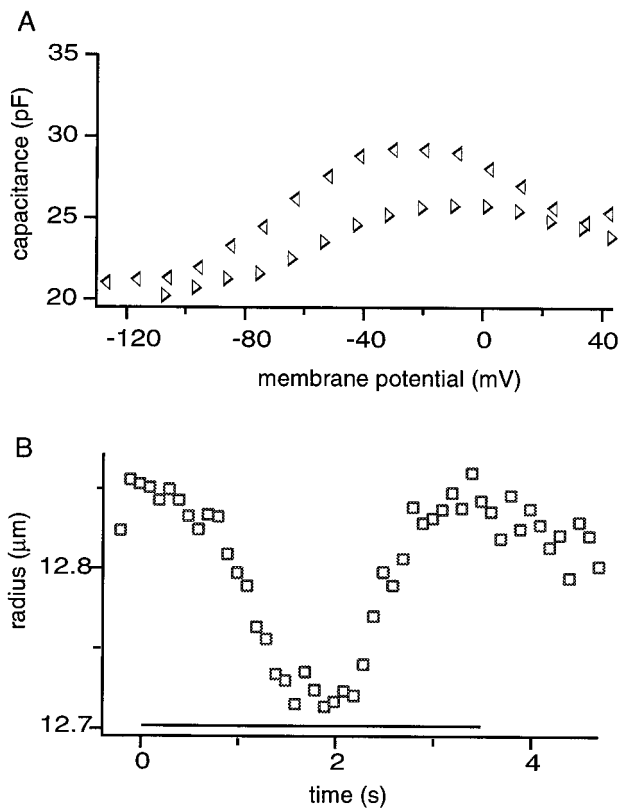 A
35
30
25
20
capacitance (pF)
-120 -80 -40 0 40
membrane potential (mV)
B
12.8
12.7
radius (μm)
0 2 4
time (s)